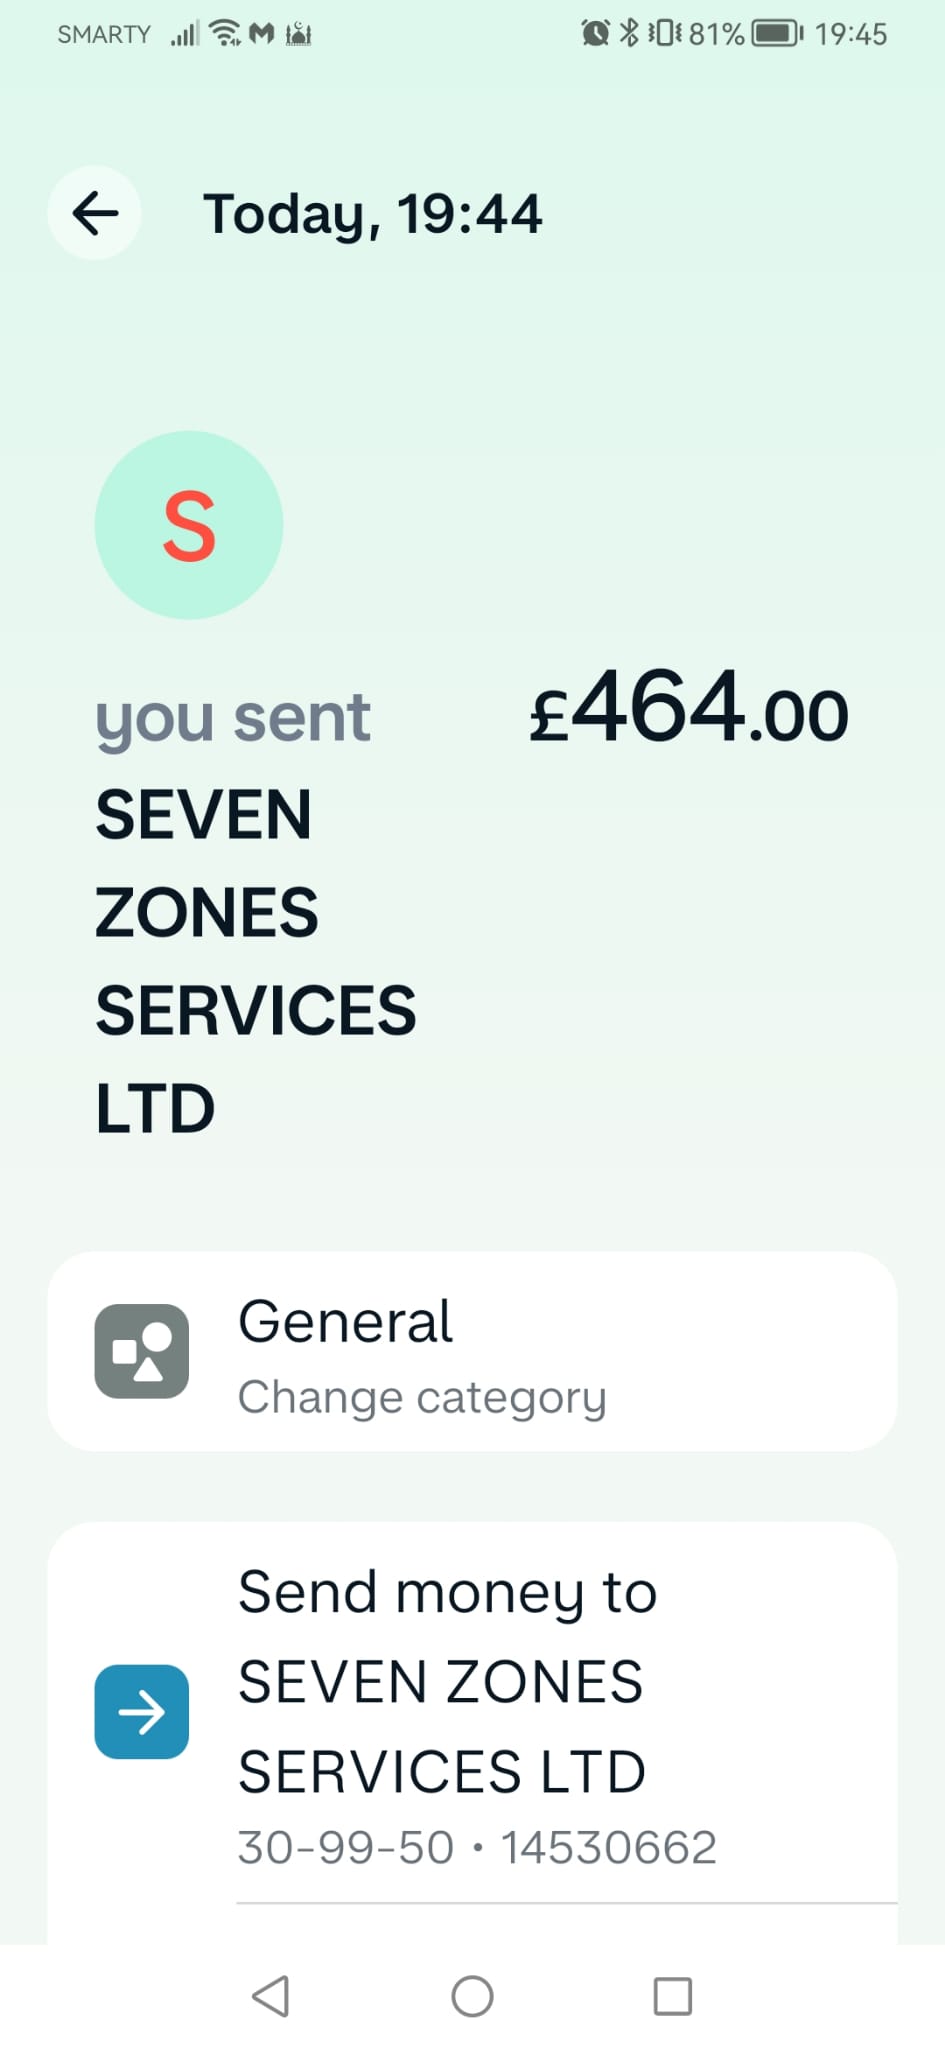 SMARTY 81% 19:45
Today, 19:44
S
you sent £464.00
SEVEN
ZONES
SERVICES
LTD
General
Change category
Send money to
SEVEN ZONES
SERVICES LTD
30-99-50 • 14530662